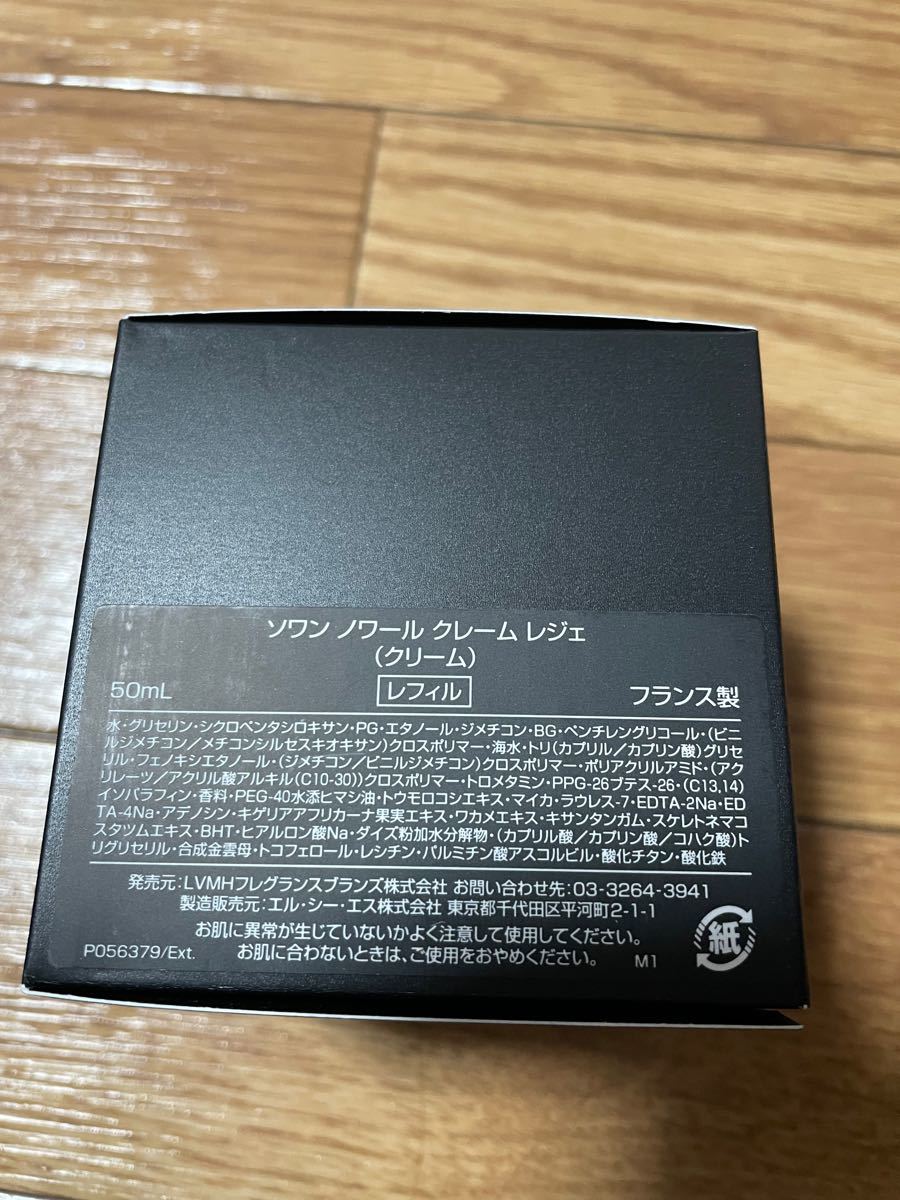 ソワン ノワール クレーム レジェ
(クリーム)
50mL
レフィル
フランス製
水・グリセリン・シクロペンタシロキサン・PG・エタノール・ジメチコン・BG・ペンチレングリコール・(ビニ
ルジメチコン/メチコンシルセスキオキサン)クロスポリマー・海水・トリ(カプリル/カプリン酸)グリセ
リル・フェノキシエタノール・(ジメチコン/ビニルジメチコン)クロスポリマー・ポリアクリルアミド・(アク
リレーツ/アクリル酸アルキル(C10-30))クロスポリマー・トロメタミン・PPG-26ブテス-26・(C13,14)
イソパラフィン・香料・PEG-40水添ヒマシ油・トウモロコシエキス・マイカ・ラウレス-7・EDTA-2Na・ED
TA-4Na・アデノシン・キゲリアアフリカーナ果実エキス・ワカメエキス・キサンタンガム・スケレトネマコ
スタツムエキス・BHT・ヒアルロン酸Na・ダイズ粉加水分解物・(カプリル酸/カプリン酸/コハク酸)ト
リグリセリル・合成金雲母・トコフェロール・レシチン・パルミチン酸アスコルビル・酸化チタン・酸化鉄
発売元:LVMHフレグランスブランズ株式会社 お問い合わせ先:03-3264-3941
製造販売元:エル・シー・エス株式会社 東京都千代田区平河町2-1-1
お肌に異常が生じていないかよく注意して使用してください。
P056379/Ext. お肌に合わないときは、ご使用をおやめください。 M1
紙